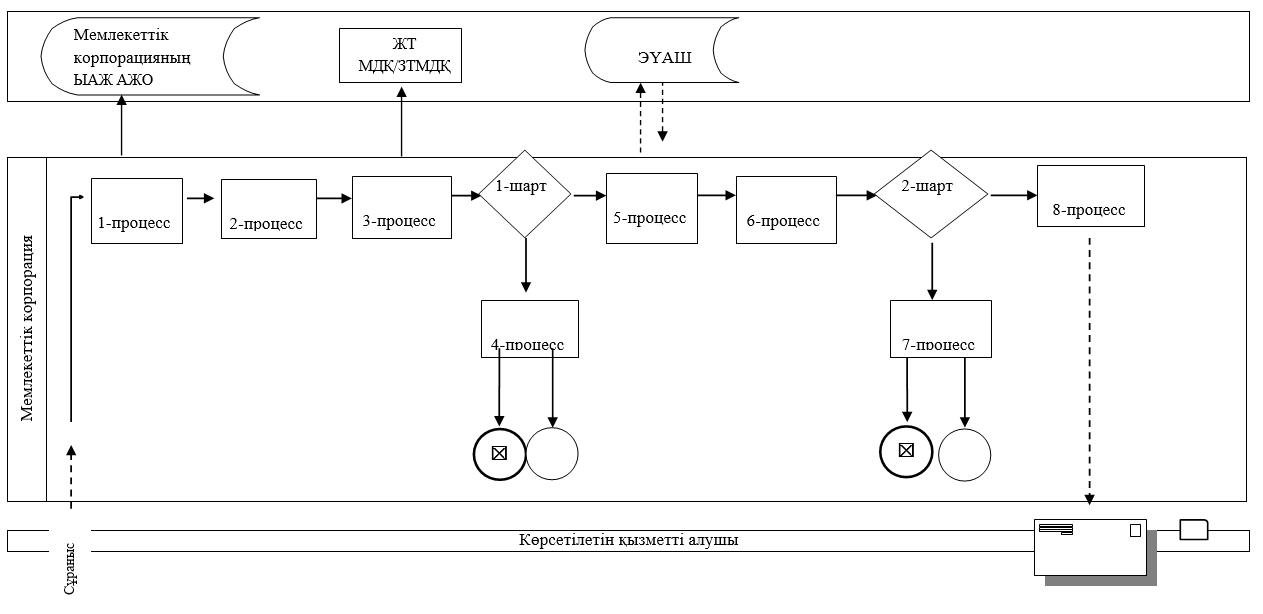 Мемлекеттік
корпорацияның
ЫАЖ АЖО
ЖТ
МДҚ/ЗТМДҚ
ЭҮАШ
Мемлекеттік корпорация
1-процесс
2-процесс
3-процесс
1-шарт
5-процесс
6-процесс
2-шарт
8-процесс
4-процесс
7-процесс
Сұраныс
Көрсетілетін қызметті алушы